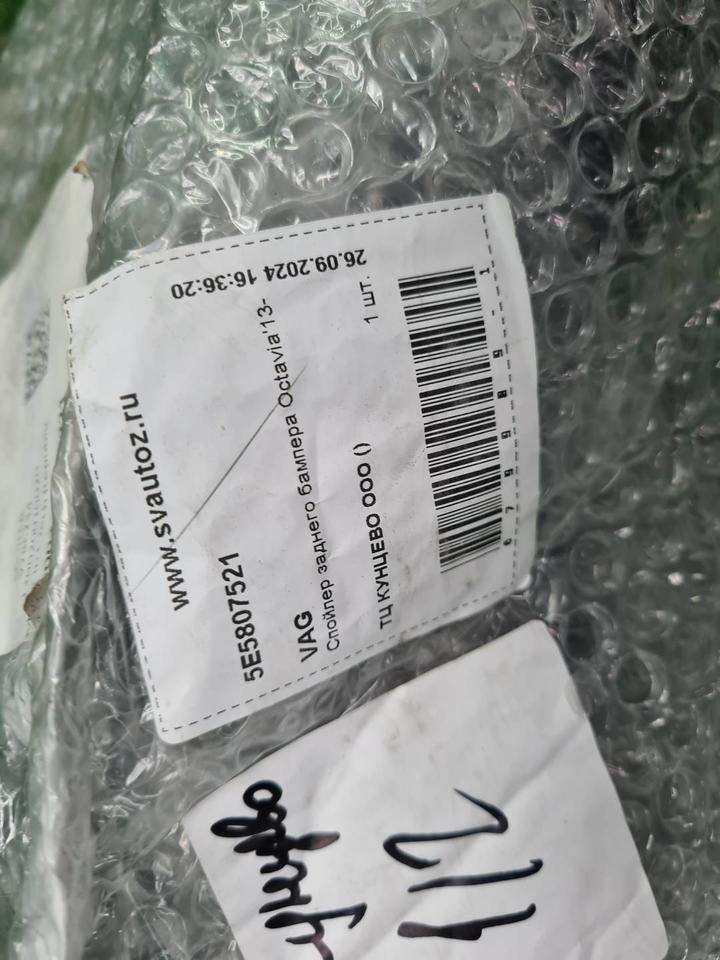 www.svautoz.ru
26.09.2024 16:36:20
5E5807521
VAG
Спойлер заднего бампера Octavia'13-
1 шт.
ТЦ КУНЦЕВО ООО ()
унцево